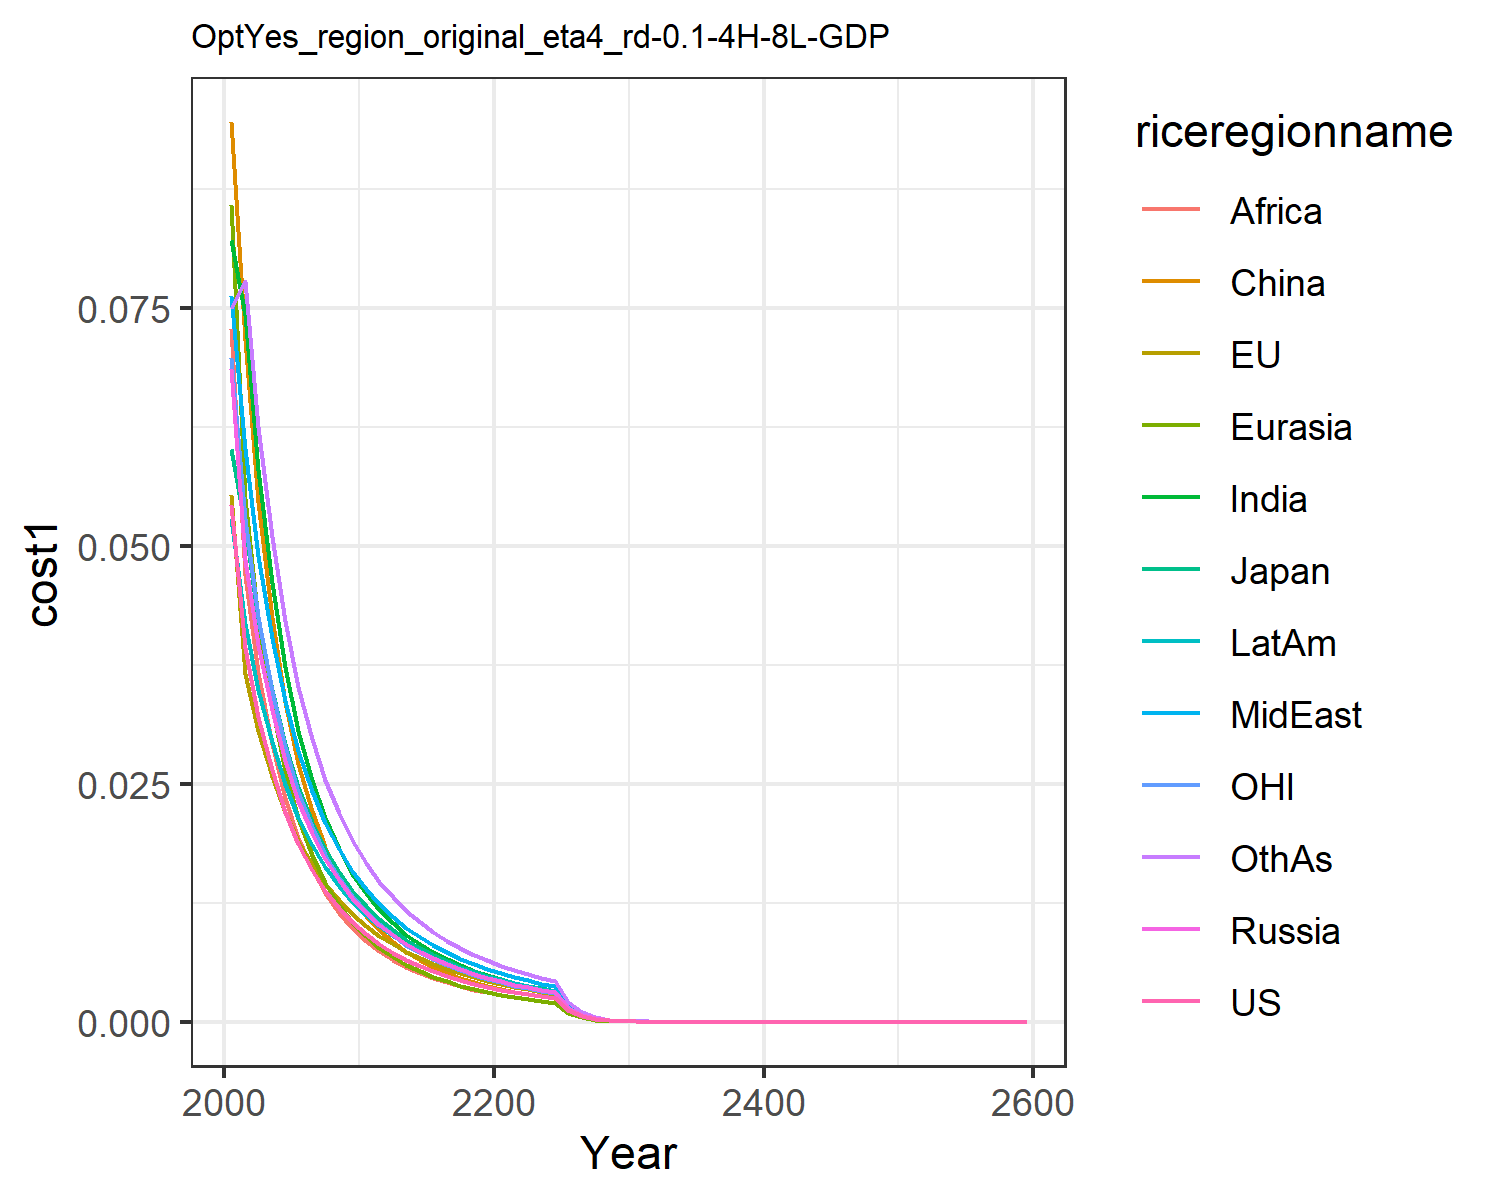 OptYes_region_original_eta4_rd-0.1-4H-8L-GDP
cost1
0.075
0.050
0.025
0.000
2000 2200 2400 2600
Year
riceregionname
Africa
China
EU
Eurasia
India
Japan
LatAm
MidEast
OHI
OthAs
Russia
US